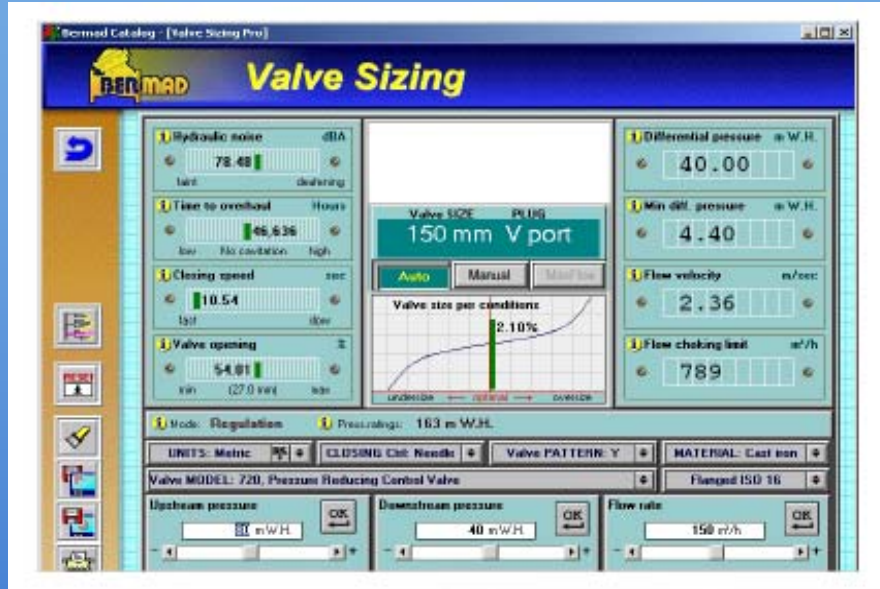 Bermad Catalog - [Valve Sizing Pro]
BERMAD
Valve Sizing
Hydraulic noise dBA
78.48
faint deafening
Time to overhaul Hours
46,636
low No cavitation high
Closing speed sec
10.54
fast slow
Valve opening %
54.01
min (27.0 mm) max
Valve SIZE PLUG
150 mm V port
Auto Manual
Valve size per conditions
2.10%
undersize optimal oversize
Differential pressure m W.H.
40.00
Min diff. pressure m W.H.
4.40
Flow velocity m/sec
2.36
Flow choking limit m³/h
789
Mode: Regulation Press.ratings: 163 m W.H.
UNITS: Metric CLOSING Ctrl: Needle Valve PATTERN: Y MATERIAL: Cast iron
Valve MODEL: 720, Pressure Reducing Control Valve Flanged ISO 16
Upstream pressure OK Downstream pressure OK Flow rate OK
80 m W.H. 40 m W.H. 150 m³/h
- + - + - +
RESET